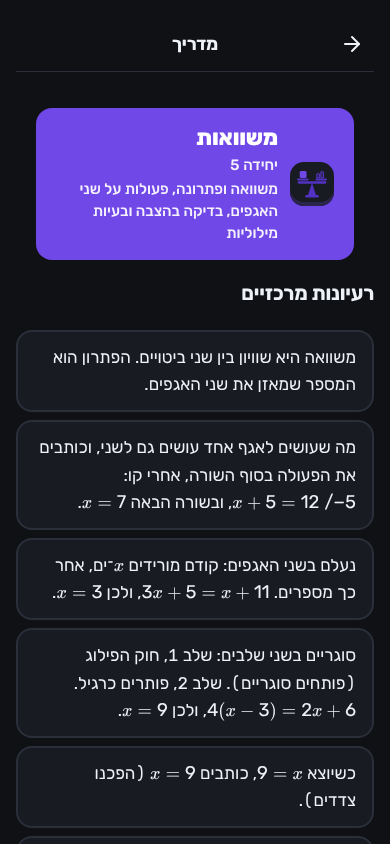 מדריך
משוואות
יחידה 5
משוואה ופתרונה, פעולות על שני
האגפים, בדיקה בהצבה ובעיות
מילוליות
רעיונות מרכזיים
משוואה היא שוויון בין שני ביטויים. הפתרון הוא
המספר שמאזן את שני האגפים.
מה שעושים לאגף אחד עושים גם לשני, וכותבים
את הפעולה בסוף השורה, אחרי קו:
x + 5 = 12 /−5, ובשורה הבאה x = 7.
נעלם בשני האגפים: קודם מורידים x־ים, אחר
כך מספרים. 3x + 5 = x + 11, ולכן x = 3.
סוגריים בשני שלבים: שלב 1, חוק הפילוג
(פותחים סוגריים). שלב 2, פותרים כרגיל.
4(x − 3) = 2x + 6, ולכן x = 9.
כשיוצא 9 = x, כותבים x = 9 (הפכנו
צדדים).